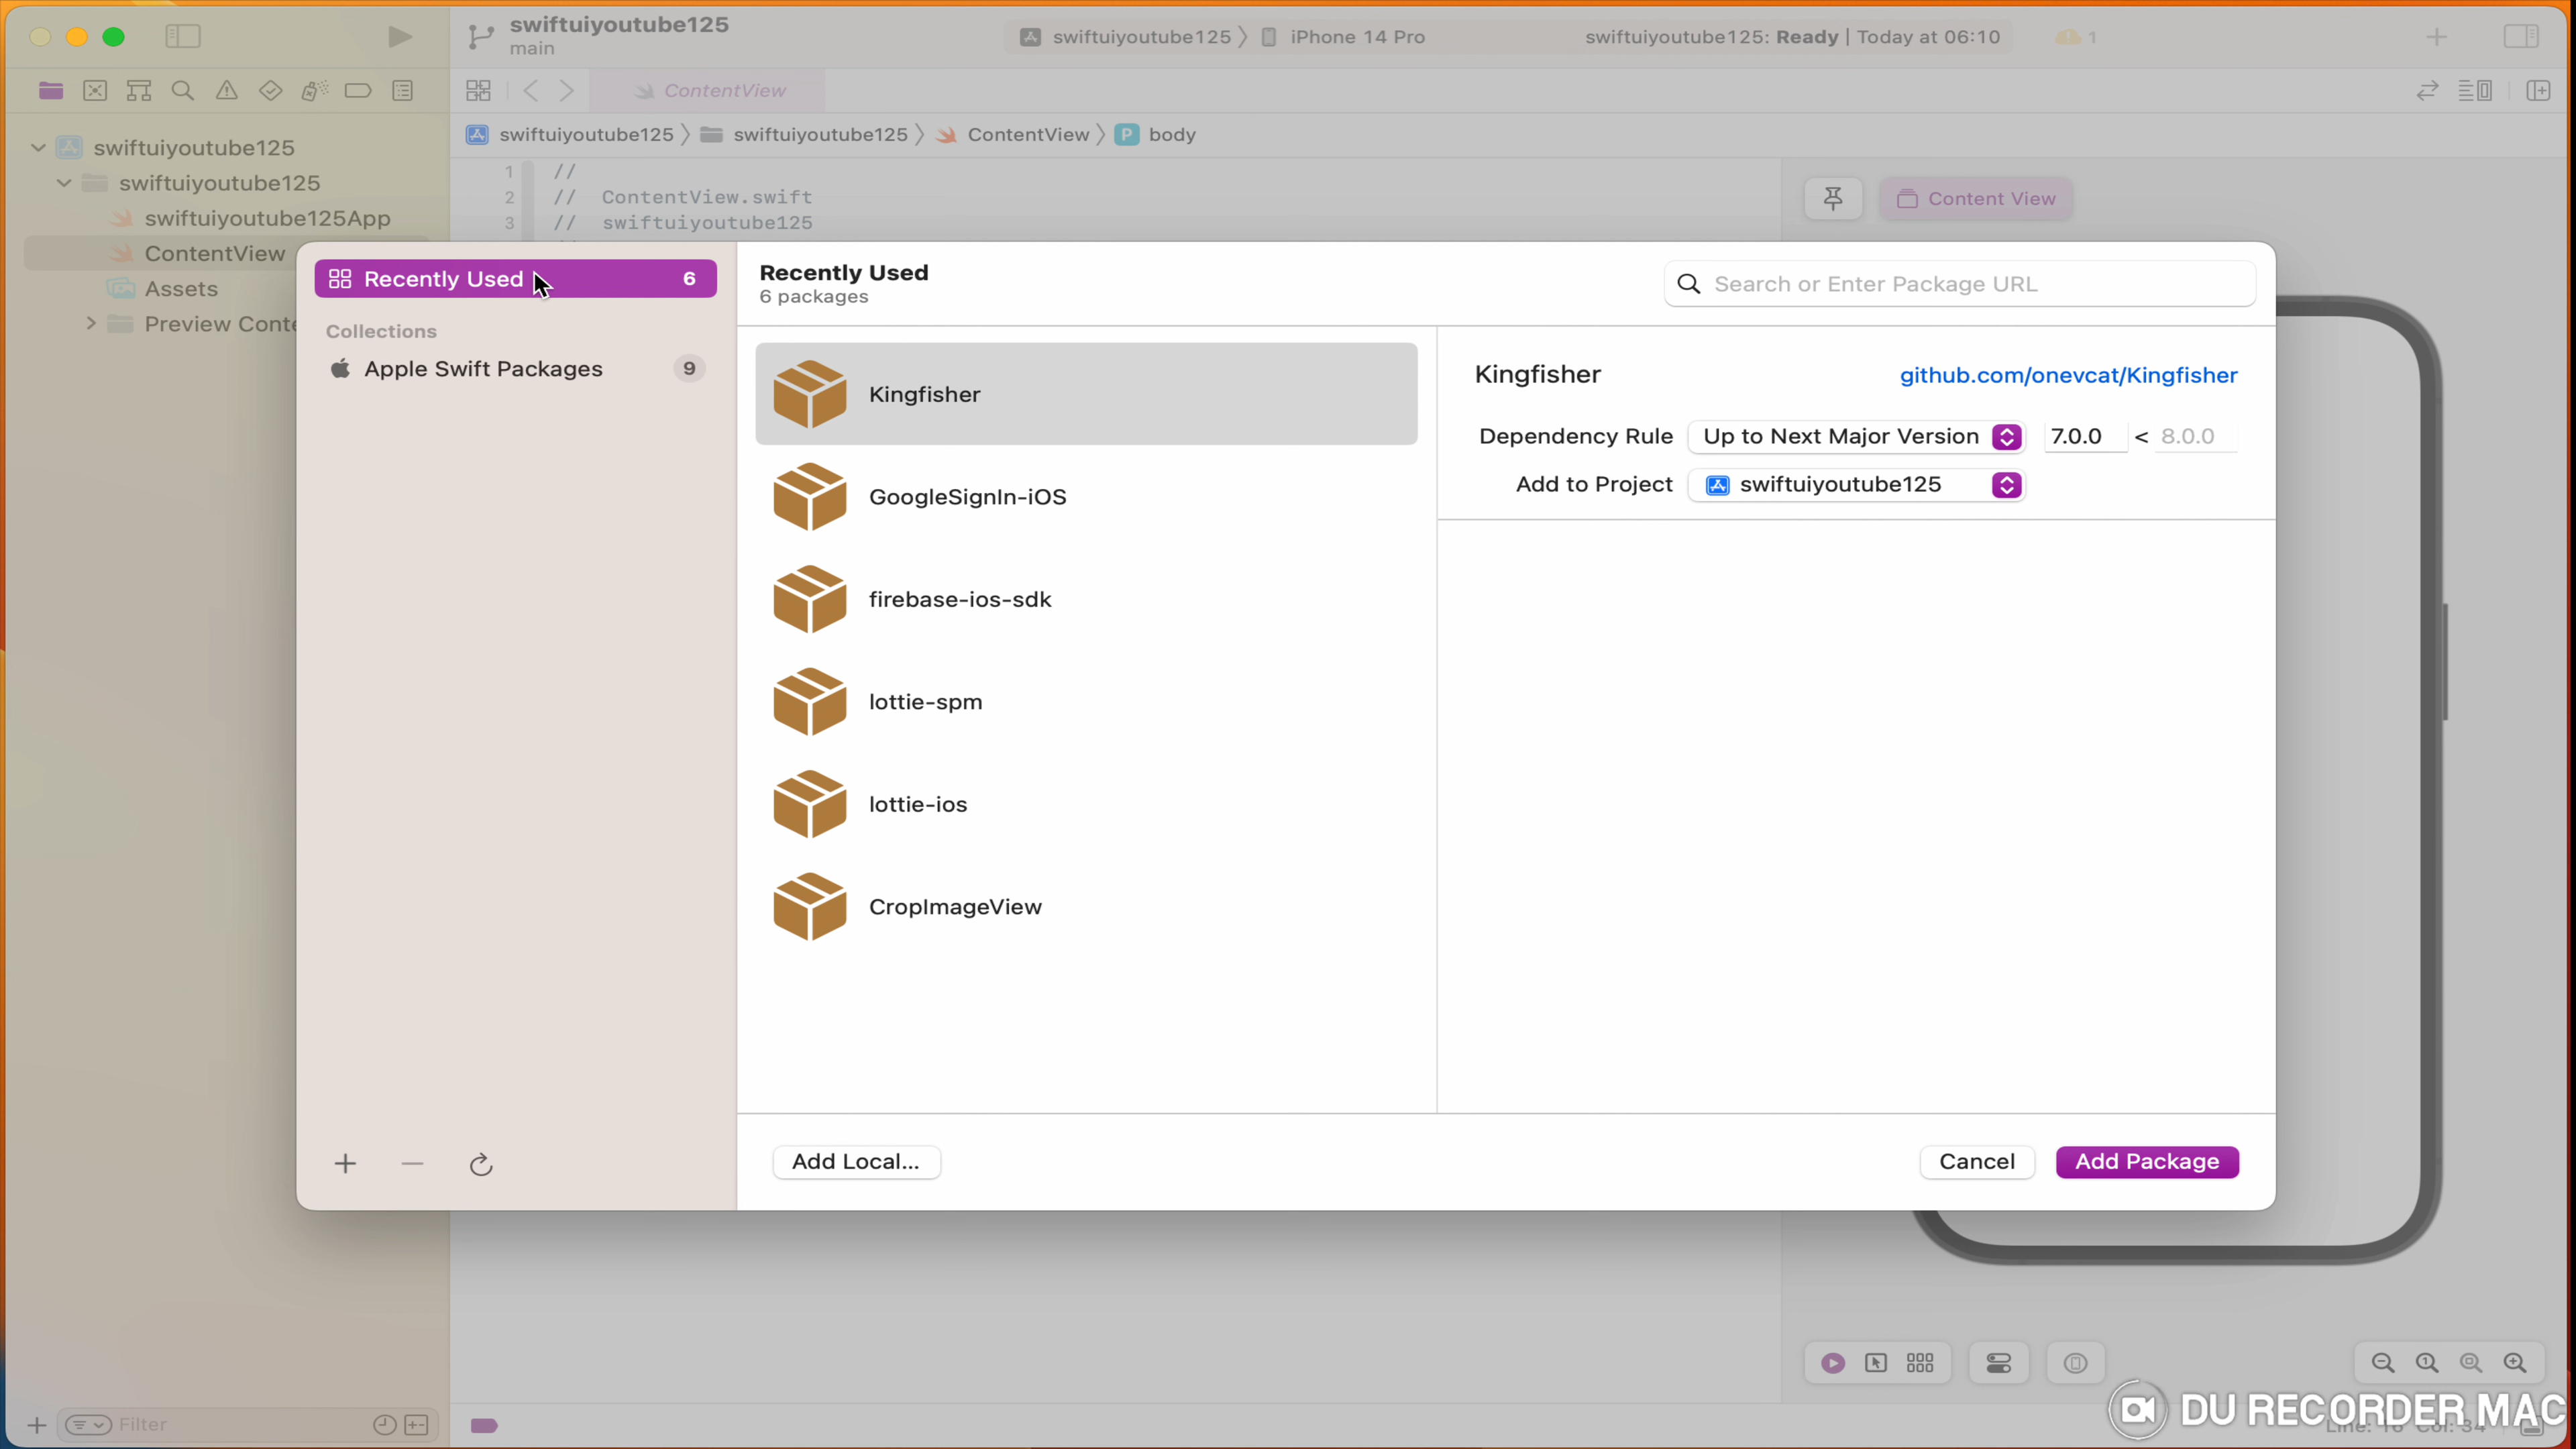 swiftuiyoutube125
main
swiftuiyoutube125 〉 iPhone 14 Pro
swiftuiyoutube125: Ready | Today at 06:10
1
ContentView
swiftuiyoutube125 〉 swiftuiyoutube125 〉 ContentView 〉 P body
swiftuiyoutube125
swiftuiyoutube125
swiftuiyoutube125App
ContentView
Assets
Preview Conte
1 //
2 // ContentView.swift
3 // swiftuiyoutube125
Content View
Recently Used 6
Collections
Apple Swift Packages 9
Recently Used
6 packages
Search or Enter Package URL
Kingfisher
GoogleSignIn-iOS
firebase-ios-sdk
lottie-spm
lottie-ios
CropImageView
Kingfisher github.com/onevcat/Kingfisher
Dependency Rule Up to Next Major Version 7.0.0 < 8.0.0
Add to Project swiftuiyoutube125
Add Local...
Cancel
Add Package
Filter
DU RECORDER MAC